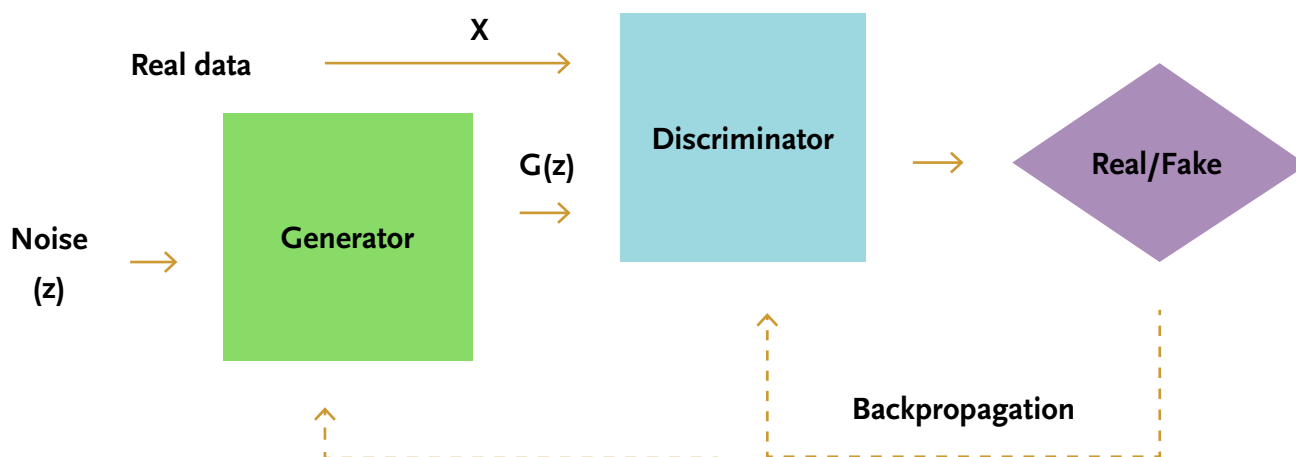 X
Real data
Discriminator
G(z)
Real/Fake
Generator
Noise
(z)
Backpropagation